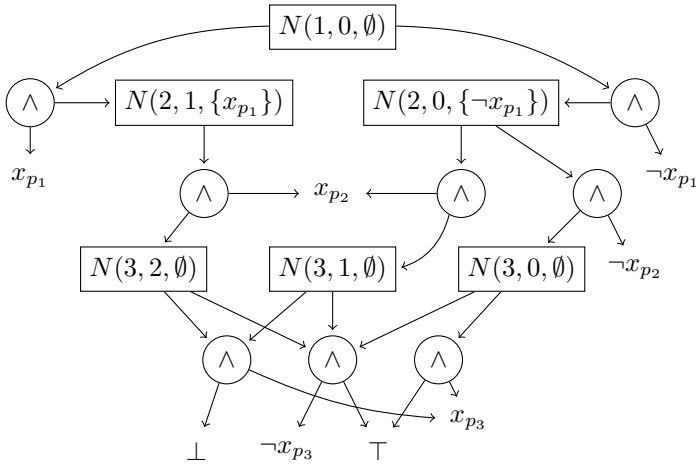 N(1, 0, ∅)
∧ N(2, 1, {x_{p_1}}) N(2, 0, {¬x_{p_1}}) ∧
x_{p_1} ∧ x_{p_2} ∧ ∧ ¬x_{p_1}
N(3, 2, ∅) N(3, 1, ∅) N(3, 0, ∅) ¬x_{p_2}
∧ ∧ ∧
x_{p_3}
⊥ ¬x_{p_3} ⊤